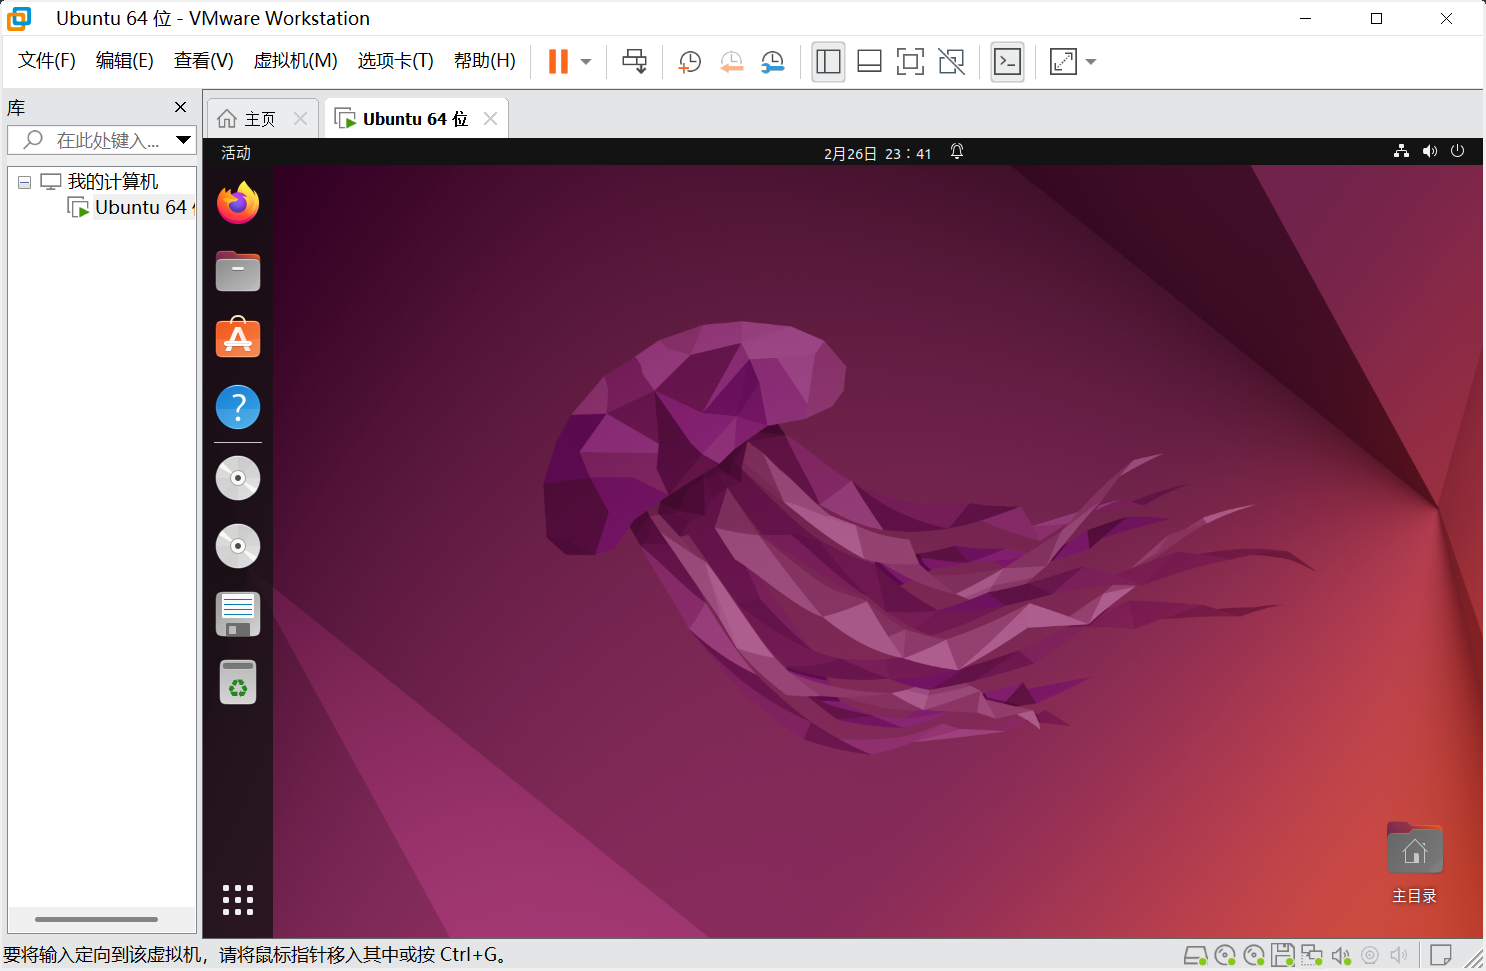 Ubuntu 64 位 - VMware Workstation
文件(F) 编辑(E) 查看(V) 虚拟机(M) 选项卡(T) 帮助(H)
库
主页
Ubuntu 64 位
在此处键入...
活动
2月26日 23：41
我的计算机
Ubuntu 64
主目录
要将输入定向到该虚拟机，请将鼠标指针移入其中或按 Ctrl+G。